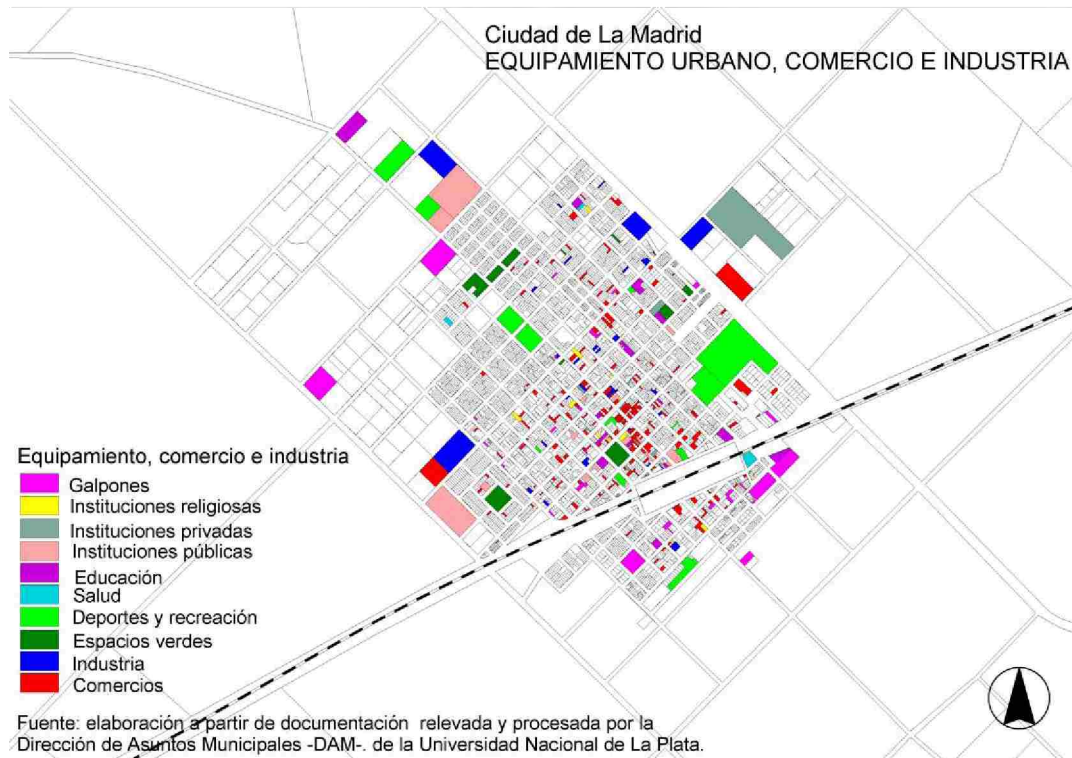 Ciudad de La Madrid
EQUIPAMIENTO URBANO, COMERCIO E INDUSTRIA
Equipamiento, comercio e industria
Galpones
Instituciones religiosas
Instituciones privadas
Instituciones públicas
Educación
Salud
Deportes y recreación
Espacios verdes
Industria
Comercios
Fuente: elaboración a partir de documentación relevada y procesada por la
Dirección de Asuntos Municipales -DAM-. de la Universidad Nacional de La Plata.